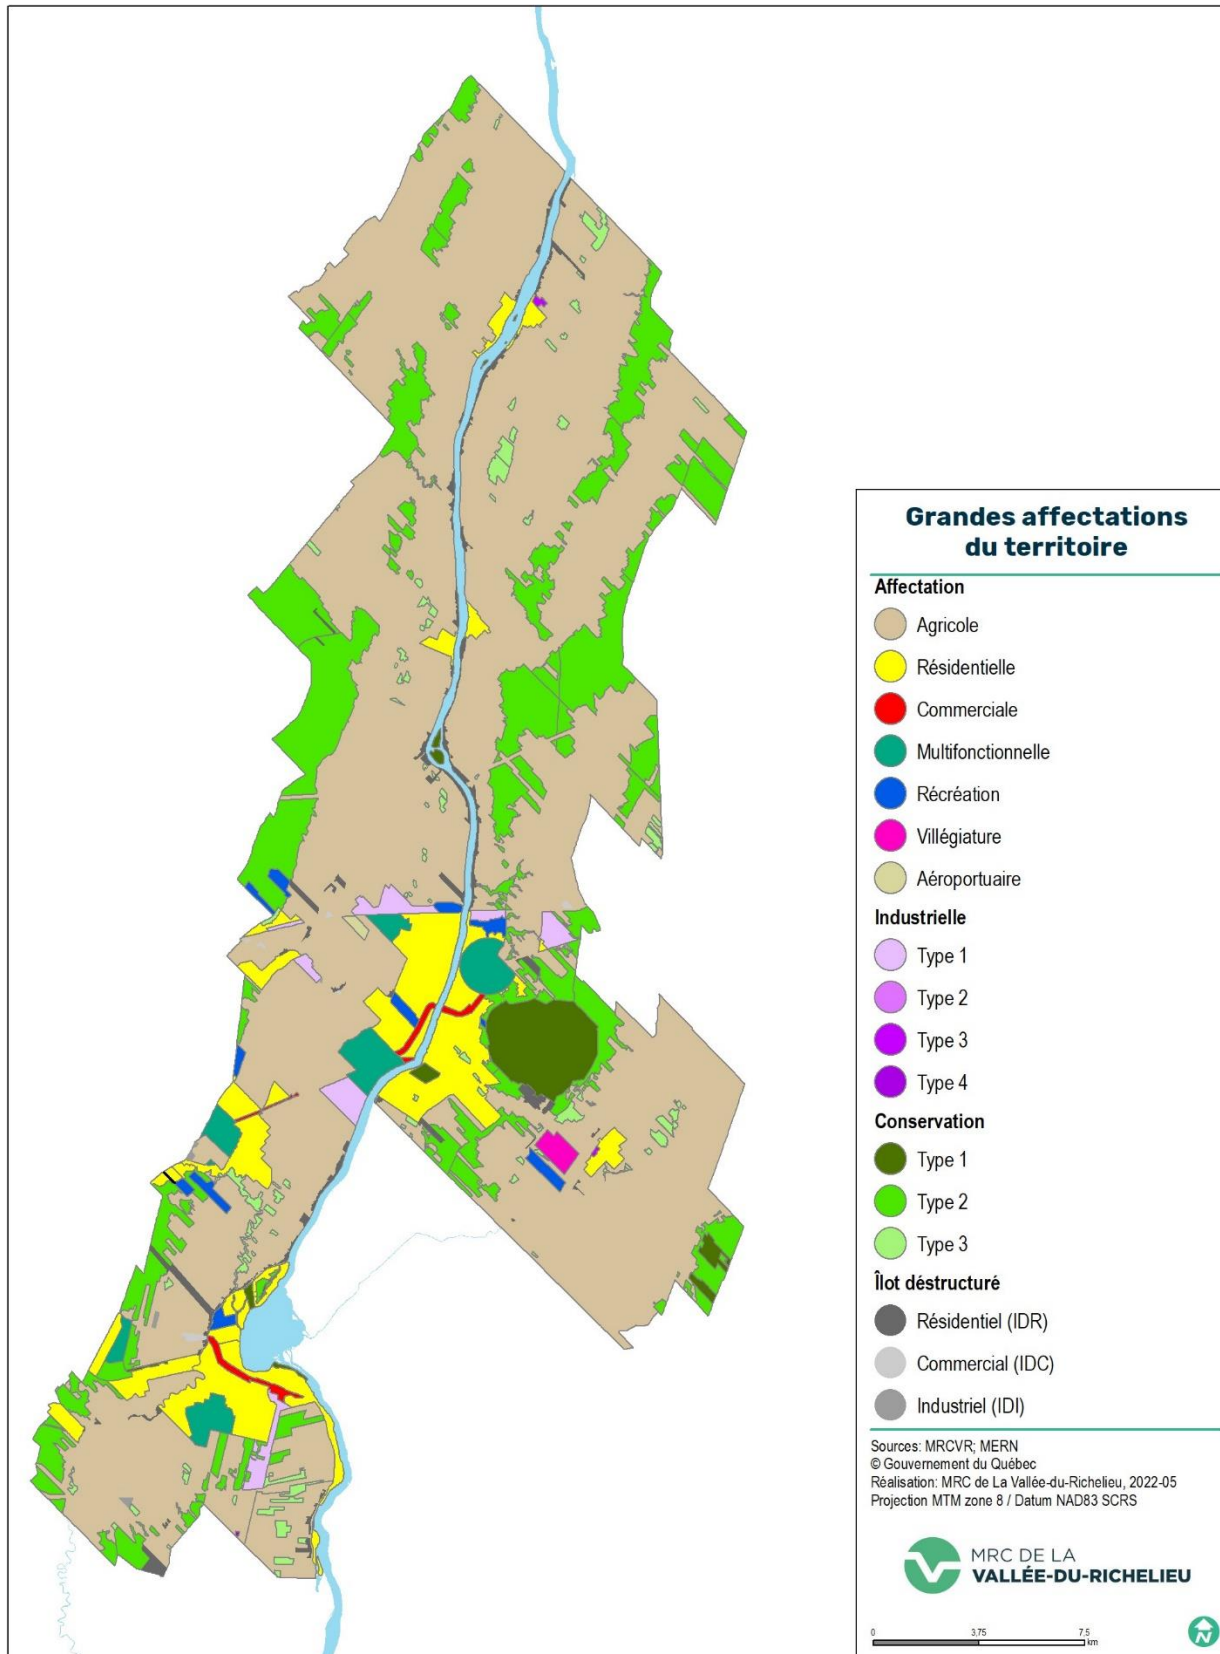 Grandes affectations
du territoire
Affectation
Agricole
Résidentielle
Commerciale
Multifonctionnelle
Récréation
Villégiature
Aéroportuaire
Industrielle
Type 1
Type 2
Type 3
Type 4
Conservation
Type 1
Type 2
Type 3
Îlot déstructuré
Résidentiel (IDR)
Commercial (IDC)
Industriel (IDI)
Sources: MRCVR; MERN
© Gouvernement du Québec
Réalisation: MRC de La Vallée-du-Richelieu, 2022-05
Projection MTM zone 8 / Datum NAD83 SCRS
MRC DE LA
VALLÉE-DU-RICHELIEU
0 3,75 7,5
km
N